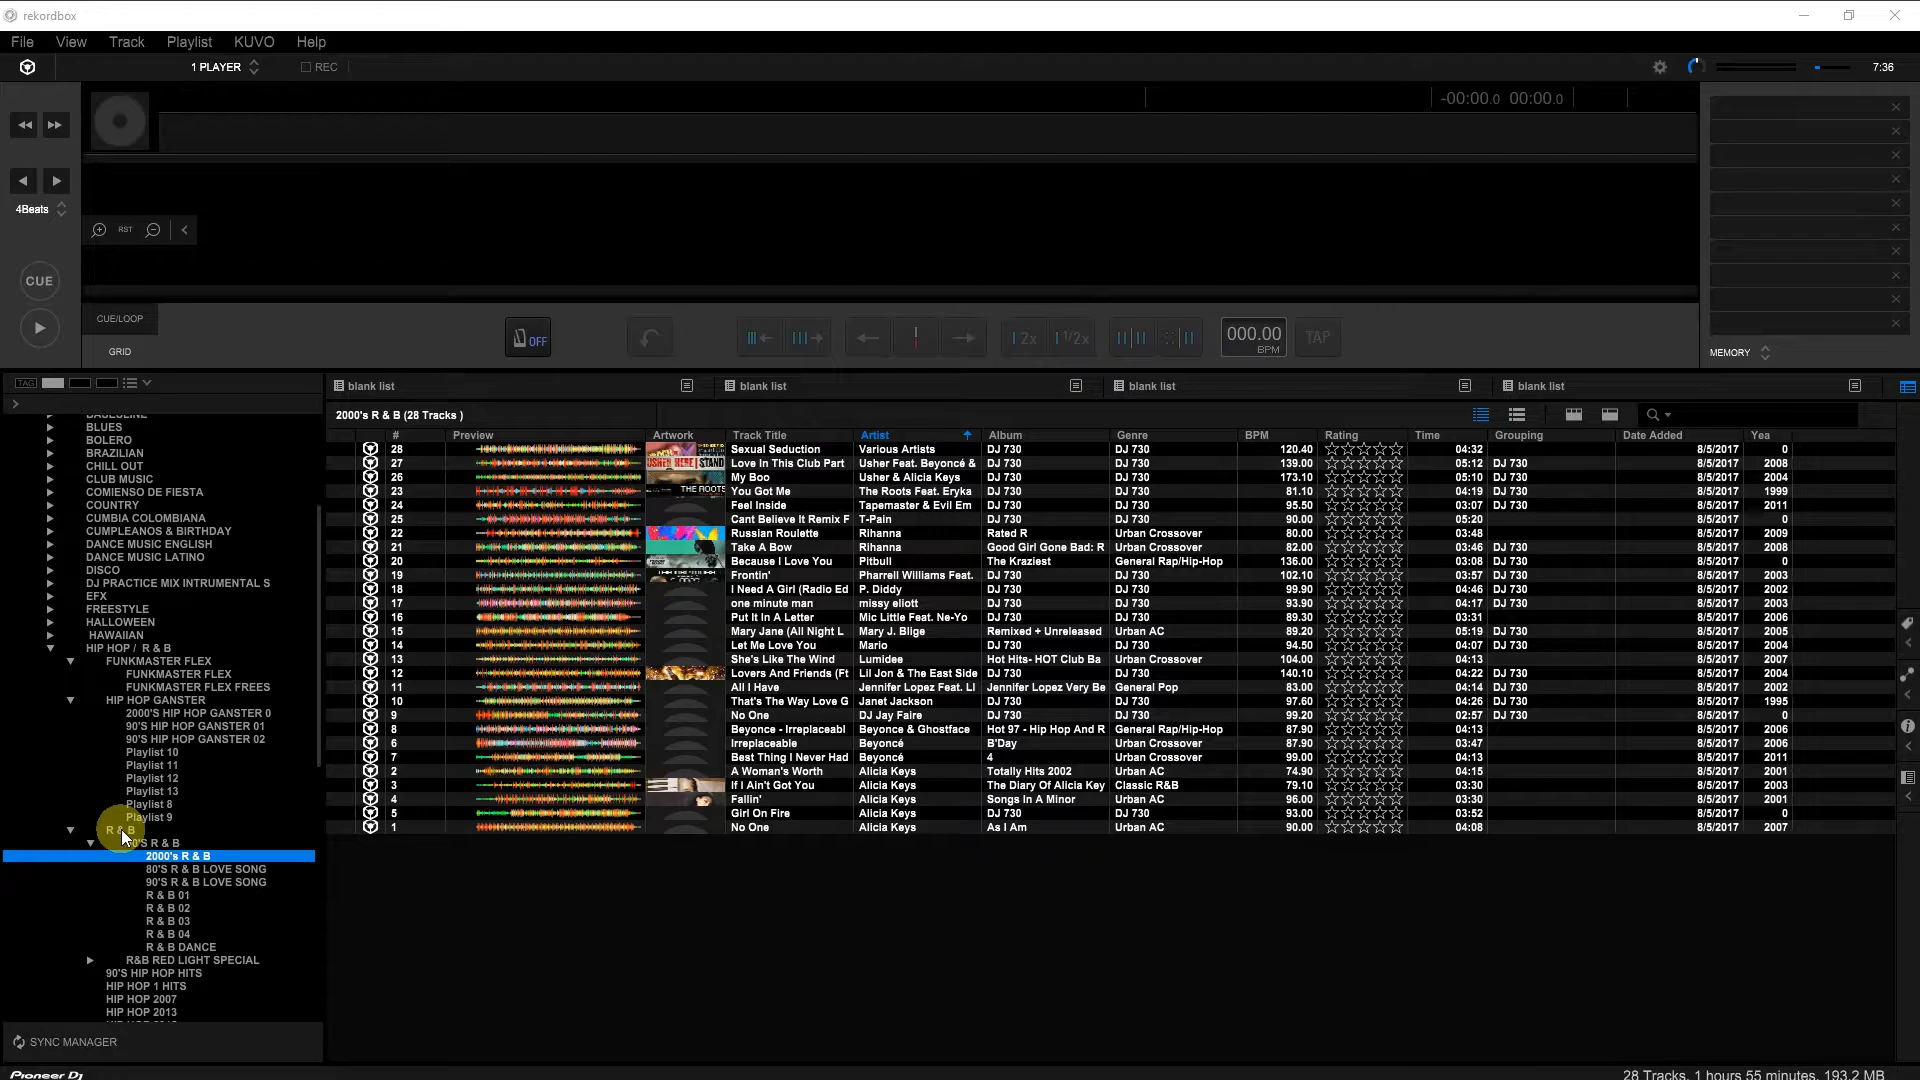 rekordbox
File View Track Playlist KUVO Help
1 PLAYER REC 7:36
-00:00.0 00:00.0
4Beats
RST
CUE
CUE/LOOP
GRID
OFF 2x 1/2x 000.00 BPM TAP
MEMORY
TAG
blank list blank list blank list blank list
2000's R & B (28 Tracks )
# Preview Artwork Track Title Artist Album Genre BPM Rating Time Grouping Date Added Yea
28 Sexual Seduction Various Artists DJ 730 DJ 730 120.40 04:32 8/5/2017 0
27 Love In This Club Part Usher Feat. Beyoncé & DJ 730 DJ 730 139.00 05:12 DJ 730 8/5/2017 2008
26 My Boo Usher & Alicia Keys DJ 730 DJ 730 173.10 05:10 DJ 730 8/5/2017 2004
23 THE ROOTS You Got Me The Roots Feat. Eryka DJ 730 DJ 730 81.10 04:19 DJ 730 8/5/2017 1999
24 Feel Inside Tapemaster & Evil Em DJ 730 DJ 730 95.50 03:07 DJ 730 8/5/2017 2011
25 Cant Believe It Remix F T-Pain DJ 730 DJ 730 90.00 05:20 8/5/2017 0
22 Russian Roulette Rihanna Rated R Urban Crossover 80.00 03:48 8/5/2017 2009
21 Take A Bow Rihanna Good Girl Gone Bad: R Urban Crossover 82.00 03:46 DJ 730 8/5/2017 2008
20 Because I Love You Pitbull The Kraziest General Rap/Hip-Hop 136.00 03:08 DJ 730 8/5/2017 0
19 Frontin' Pharrell Williams Feat. DJ 730 DJ 730 102.10 03:57 DJ 730 8/5/2017 2003
18 I Need A Girl (Radio Ed P. Diddy DJ 730 DJ 730 99.90 04:46 DJ 730 8/5/2017 2002
17 one minute man missy eliott DJ 730 DJ 730 93.90 04:17 DJ 730 8/5/2017 2003
16 Put It In A Letter Mic Little Feat. Ne-Yo DJ 730 DJ 730 89.30 03:31 8/5/2017 2006
15 Mary Jane (All Night L Mary J. Blige Remixed + Unreleased Urban AC 89.20 05:19 DJ 730 8/5/2017 2005
14 Let Me Love You Mario DJ 730 DJ 730 94.50 04:07 DJ 730 8/5/2017 2004
13 She's Like The Wind Lumidee Hot Hits- HOT Club Ba Urban Crossover 104.00 04:13 8/5/2017 2007
12 Lovers And Friends (Ft Lil Jon & The East Side DJ 730 DJ 730 140.10 04:22 DJ 730 8/5/2017 2004
11 All I Have Jennifer Lopez Feat. Ll Jennifer Lopez Very Be General Pop 83.00 04:14 DJ 730 8/5/2017 2002
10 That's The Way Love G Janet Jackson DJ 730 DJ 730 97.60 04:26 DJ 730 8/5/2017 1995
9 No One DJ Jay Faire DJ 730 DJ 730 99.20 02:57 DJ 730 8/5/2017 0
8 Beyonce - Irreplaceabl Beyonce & Ghostface Hot 97 - Hip Hop And R General Rap/Hip-Hop 87.90 04:13 8/5/2017 2006
6 Irreplaceable Beyoncé B'Day Urban Crossover 87.90 03:47 8/5/2017 2006
7 Best Thing I Never Had Beyoncé 4 Urban Crossover 99.00 04:13 8/5/2017 2011
2 A Woman's Worth Alicia Keys Totally Hits 2002 Urban AC 74.90 04:15 8/5/2017 2001
3 If I Ain't Got You Alicia Keys The Diary Of Alicia Key Classic R&B 79.10 03:30 8/5/2017 2003
4 Fallin' Alicia Keys Songs In A Minor Urban AC 96.00 03:30 8/5/2017 2001
5 Girl On Fire Alicia Keys DJ 730 DJ 730 93.00 03:52 8/5/2017 0
1 No One Alicia Keys As I Am Urban AC 90.00 04:08 8/5/2017 2007
BLUES
BOLERO
BRAZILIAN
CHILL OUT
CLUB MUSIC
COMIENSO DE FIESTA
COUNTRY
CUMBIA COLOMBIANA
CUMPLEANOS & BIRTHDAY
DANCE MUSIC ENGLISH
DANCE MUSIC LATINO
DISCO
DJ PRACTICE MIX INTRUMENTAL S
EFX
FREESTYLE
HALLOWEEN
HAWAIIAN
HIP HOP / R & B
FUNKMASTER FLEX
FUNKMASTER FLEX
FUNKMASTER FLEX FREES
HIP HOP GANSTER
2000'S HIP HOP GANSTER 0
90'S HIP HOP GANSTER 01
90'S HIP HOP GANSTER 02
Playlist 10
Playlist 11
Playlist 12
Playlist 13
Playlist 8
Playlist 9
R & B
0'S R & B
2000's R & B
80'S R & B LOVE SONG
90'S R & B LOVE SONG
R & B 01
R & B 02
R & B 03
R & B 04
R & B DANCE
R&B RED LIGHT SPECIAL
90'S HIP HOP HITS
HIP HOP 1 HITS
HIP HOP 2007
HIP HOP 2013
SYNC MANAGER
Pioneer Dj
28 Tracks, 1 hours 55 minutes, 193.2 MB